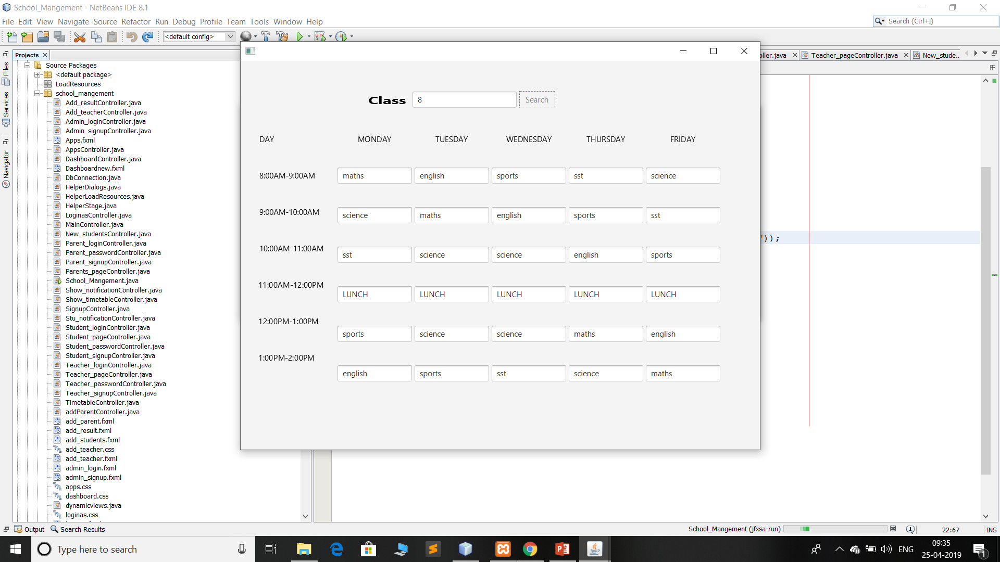 School_Mangement - NetBeans IDE 8.1
File Edit View Navigate Source Refactor Run Debug Profile Team Tools Window Help
Search (Ctrl+I)
<default config>
Projects
Teacher_pageController.java
New_stude..
Files
Services
Navigator
Source Packages
<default package>
LoadResources
school_mangement
Add_resultController.java
Add_teacherController.java
Admin_loginController.java
Admin_signupController.java
Apps.fxml
AppsController.java
DashboardController.java
Dashboardnew.fxml
DbConnection.java
HelperDialogs.java
HelperLoadResources.java
HelperStage.java
LoginasController.java
MainController.java
New_studentsController.java
Parent_loginController.java
Parent_passwordController.java
Parent_signupController.java
Parents_pageController.java
School_Mangement.java
Show_notificationController.java
Show_timetableController.java
SignupController.java
Stu_notificationController.java
Student_loginController.java
Student_pageController.java
Student_passwordController.java
Student_signupController.java
Teacher_loginController.java
Teacher_pageController.java
Teacher_passwordController.java
Teacher_signupController.java
TimetableController.java
addParentController.java
add_parent.fxml
add_result.fxml
add_students.fxml
add_teacher.css
add_teacher.fxml
admin_login.fxml
admin_signup.fxml
apps.css
dashboard.css
dynamicviews.java
loginas.css
Class 8 Search
DAY MONDAY TUESDAY WEDNESDAY THURSDAY FRIDAY
8:00AM-9:00AM maths english sports sst science
9:00AM-10:00AM science maths english sports sst
10:00AM-11:00AM sst science science english sports
11:00AM-12:00PM LUNCH LUNCH LUNCH LUNCH LUNCH
12:00PM-1:00PM sports science science maths english
1:00PM-2:00PM english sports sst science maths
"));
Output Search Results
School_Mangement (jfxsa-run)
1
22:67
INS
Type here to search
ENG
09:35
25-04-2019
1